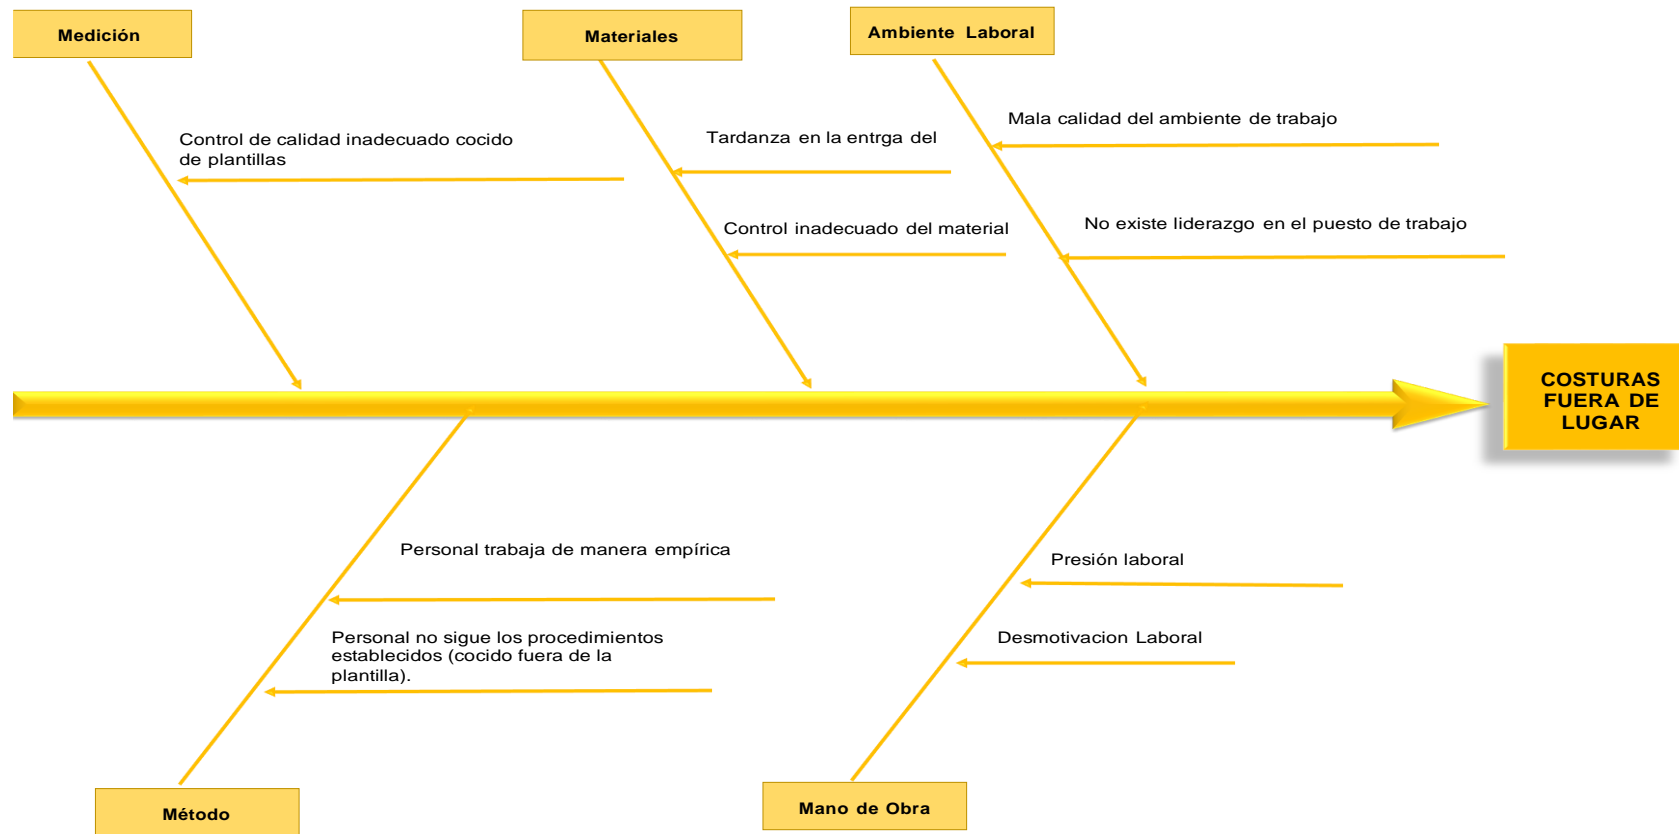 Medición
Materiales
Ambiente Laboral
Control de calidad inadecuado cocido
de plantillas
Tardanza en la entrga del
Control inadecuado del material
Mala calidad del ambiente de trabajo
No existe liderazgo en el puesto de trabajo
COSTURAS
FUERA DE
LUGAR
Personal trabaja de manera empírica
Personal no sigue los procedimientos
establecidos (cocido fuera de la
plantilla).
Presión laboral
Desmotivacion Laboral
Método
Mano de Obra